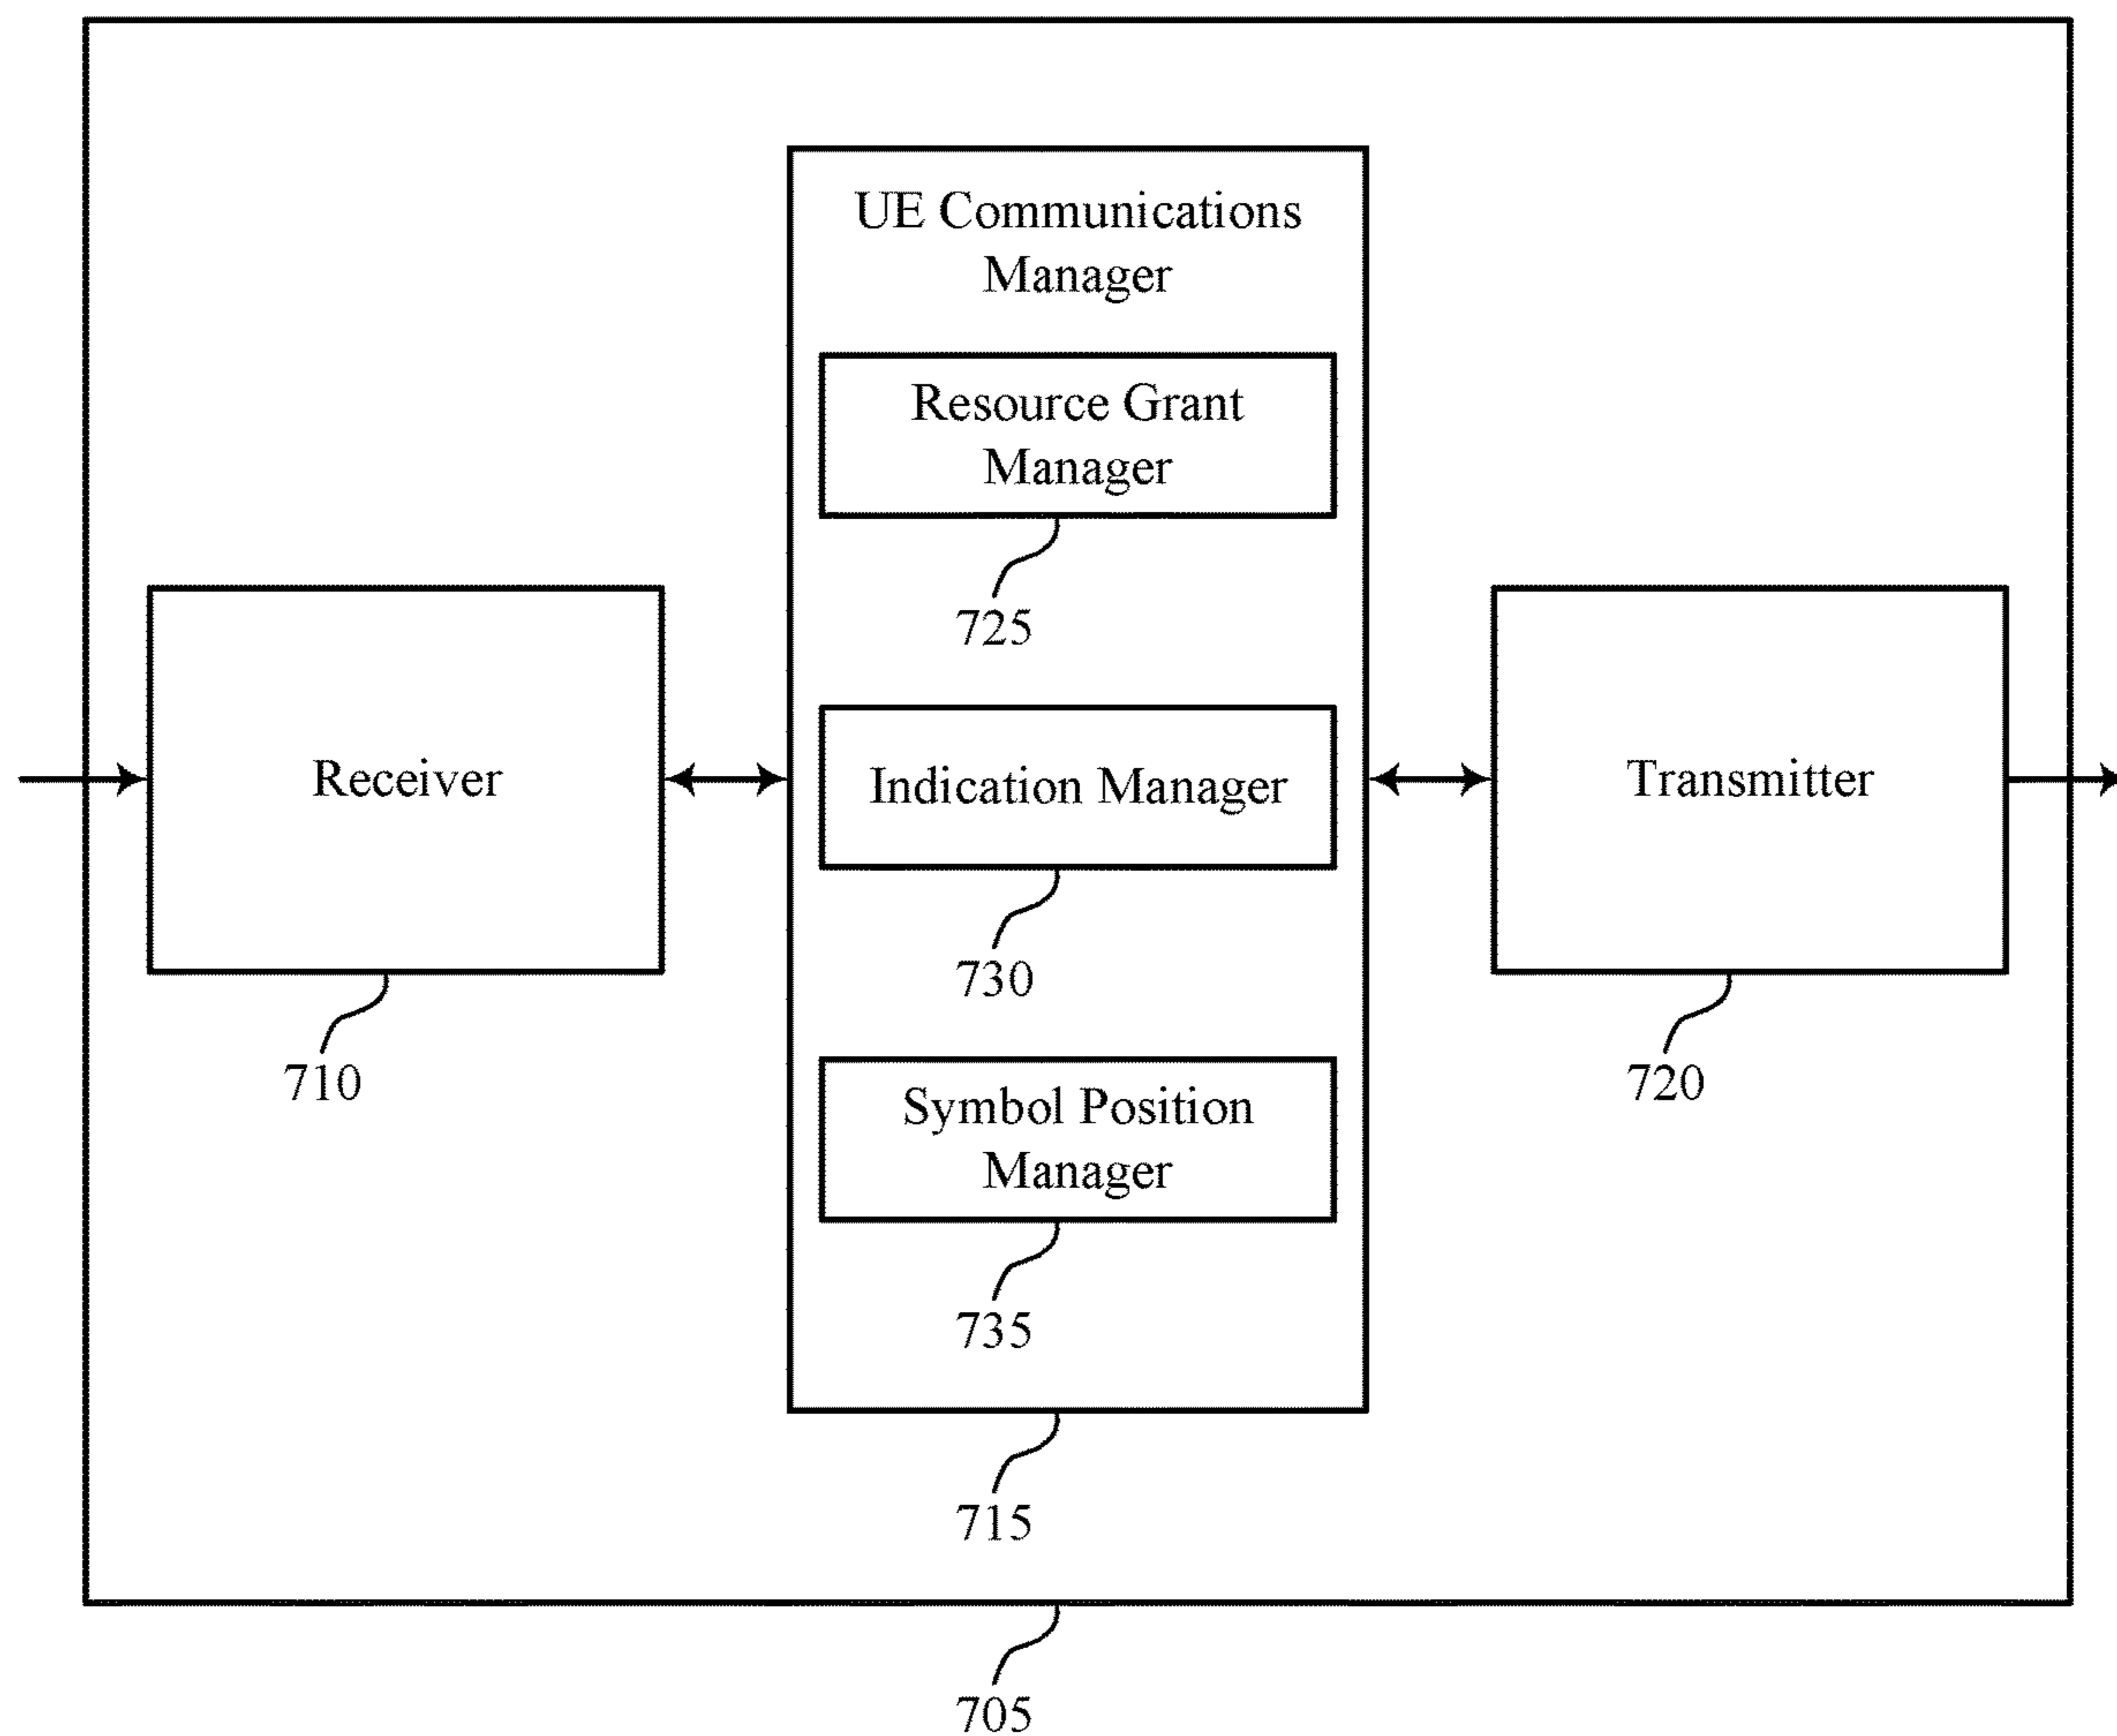 UE Communications
Manager
Resource Grant
Manager
725
Receiver
710
Indication Manager
730
Transmitter
720
Symbol Position
Manager
735
715
705